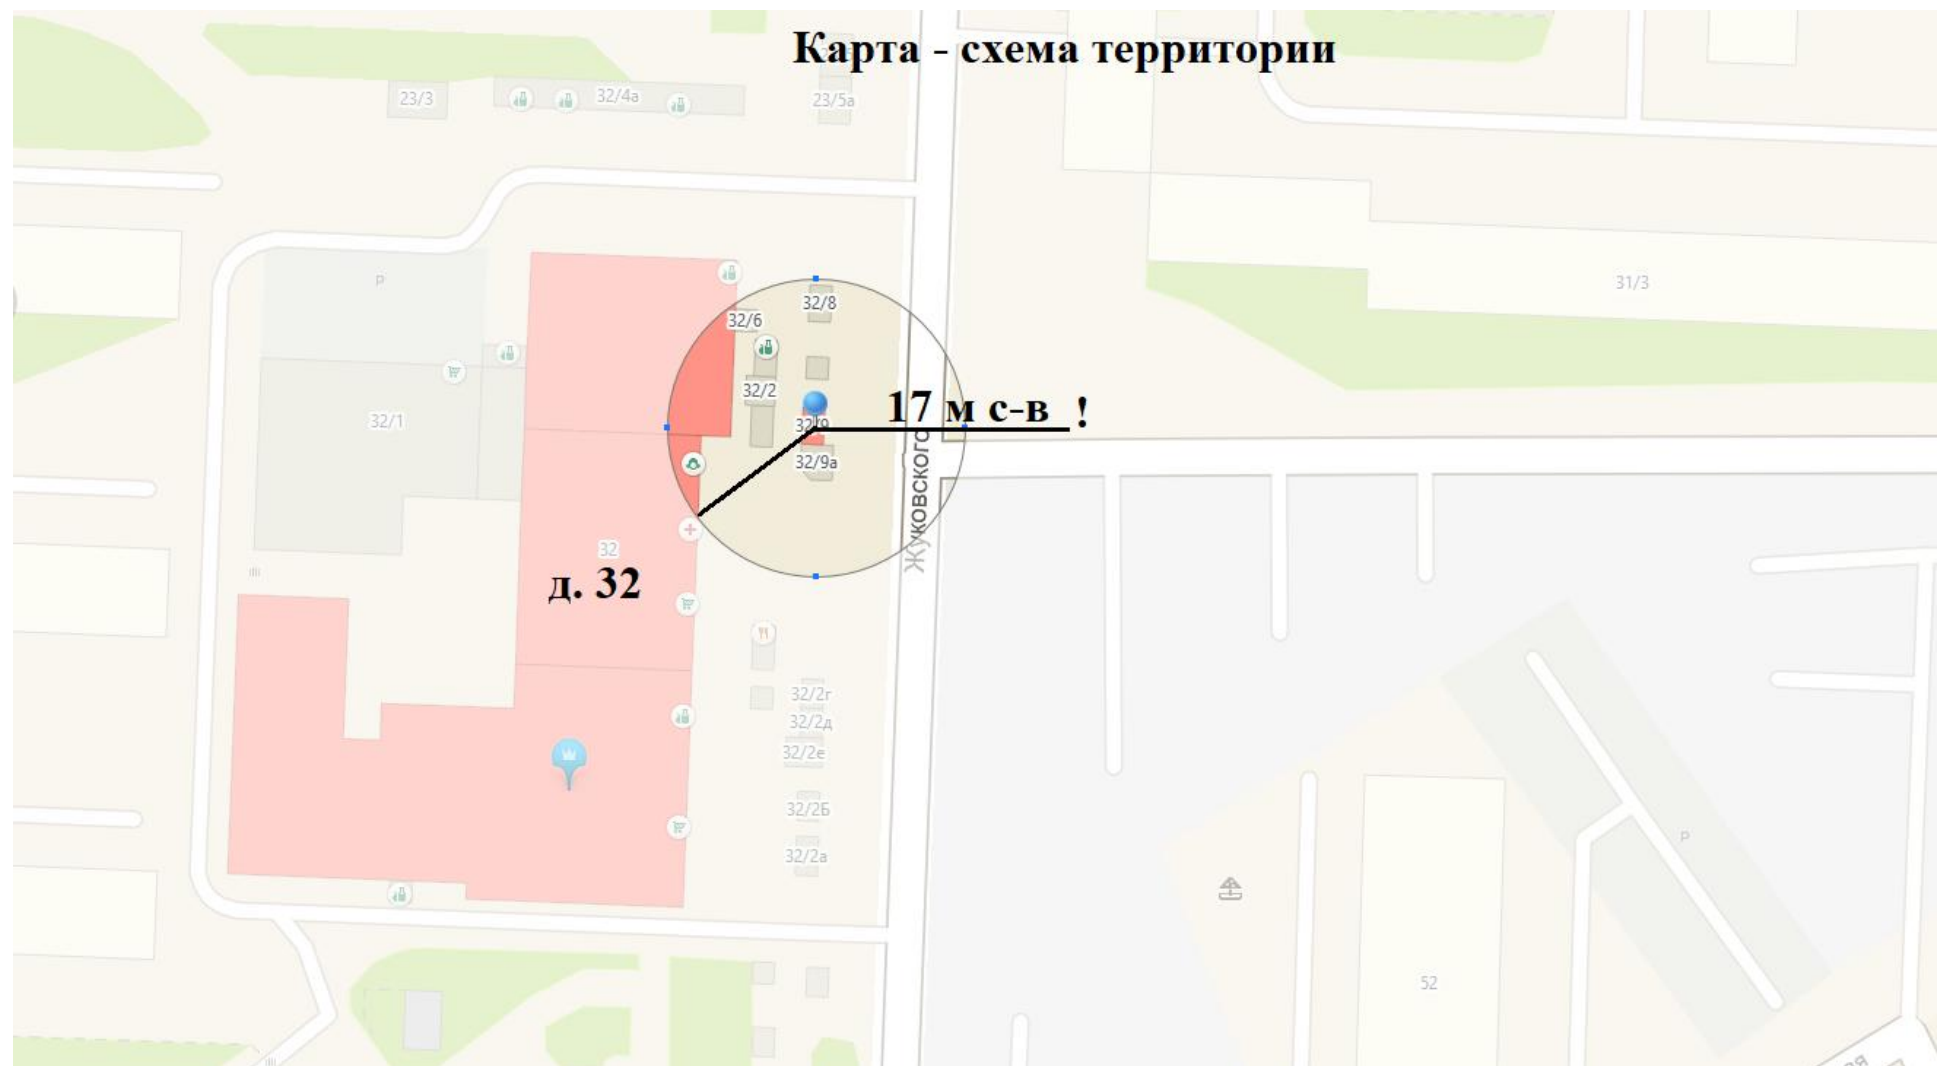 Карта - схема территории
23/3
32/4а
23/5а
Р
31/3
32/8
32/6
32/2
17 м с-в !
32/1
32/9
32/9а
Жуковского
32
д. 32
32/2г
32/2д
32/2е
32/2Б
32/2а
Р
52